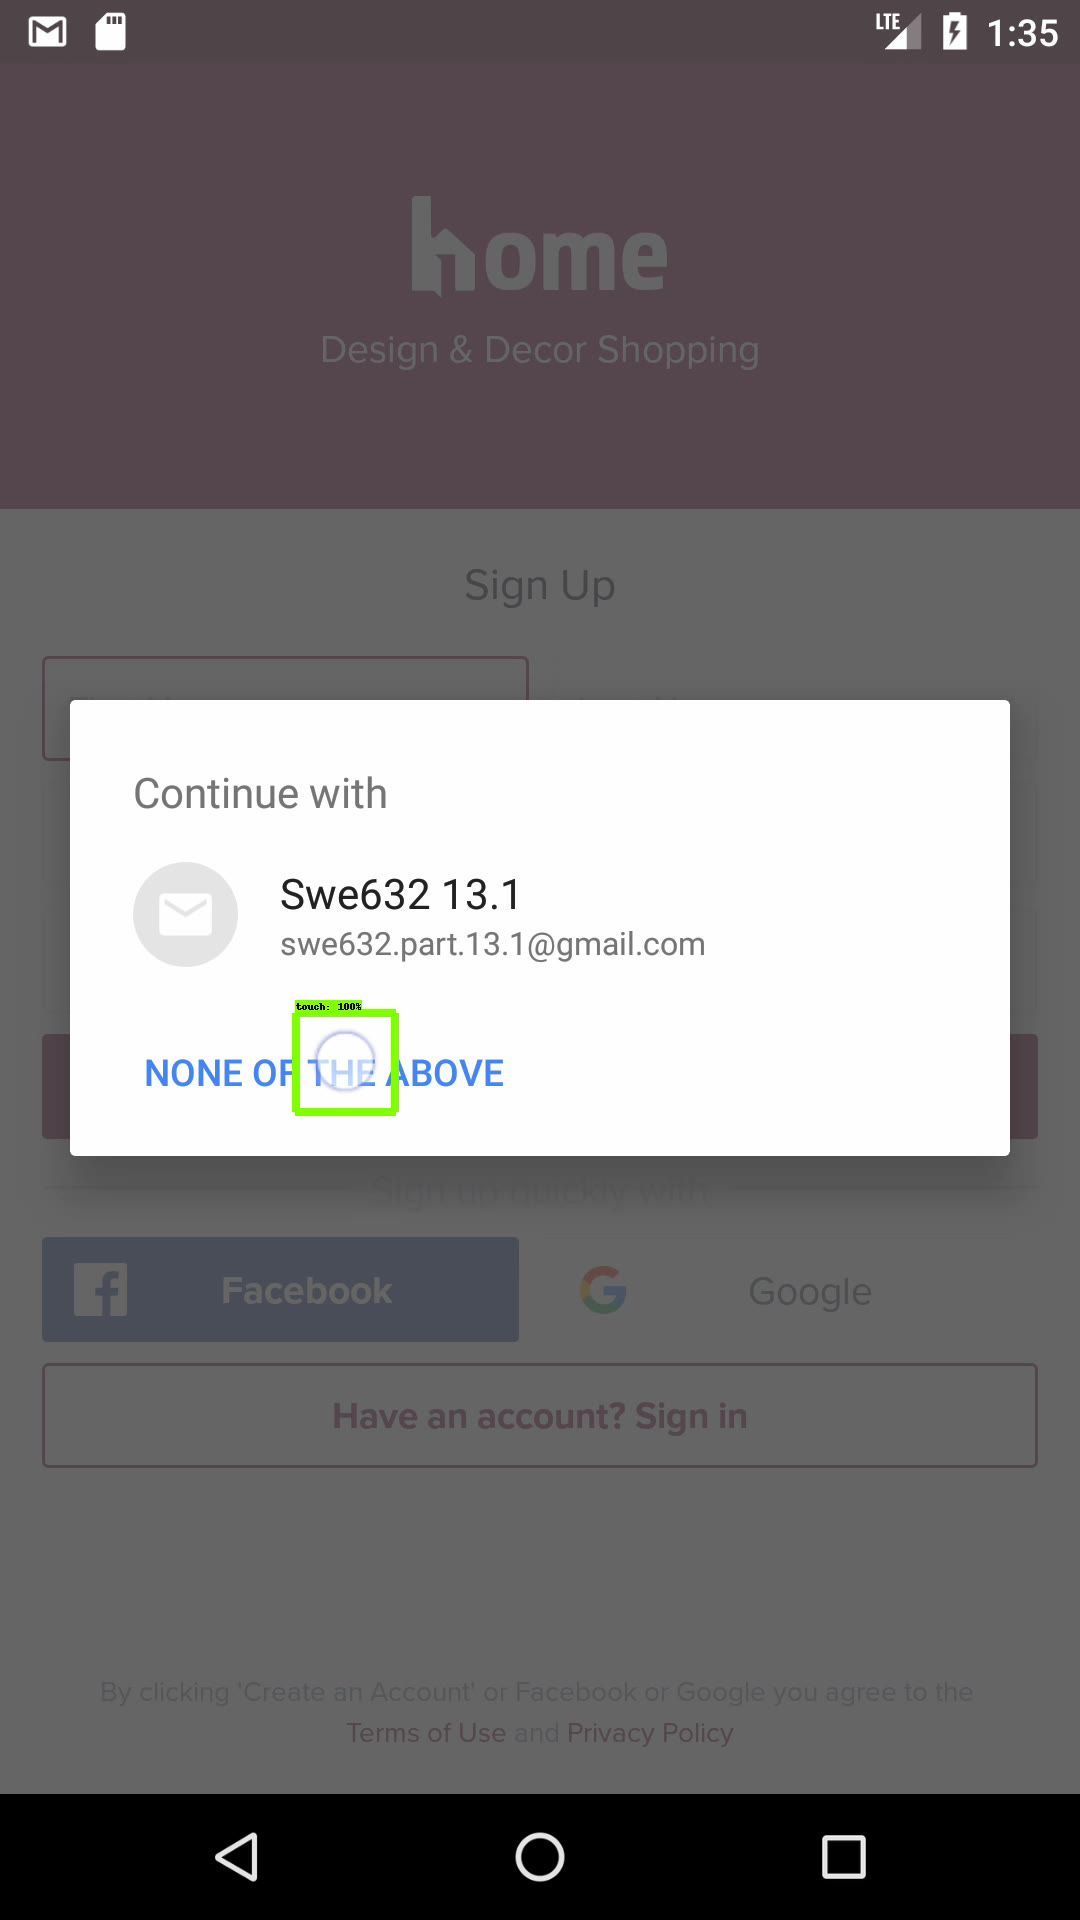 LTE 1:35
home
Design & Decor Shopping
Sign Up
Continue with
Swe632 13.1
swe632.part.13.1@gmail.com
touch: 100%
NONE OF THE ABOVE
Sign up quickly with
Facebook
Google
Have an account? Sign in
By clicking 'Create an Account' or Facebook or Google you agree to the
Terms of Use and Privacy Policy